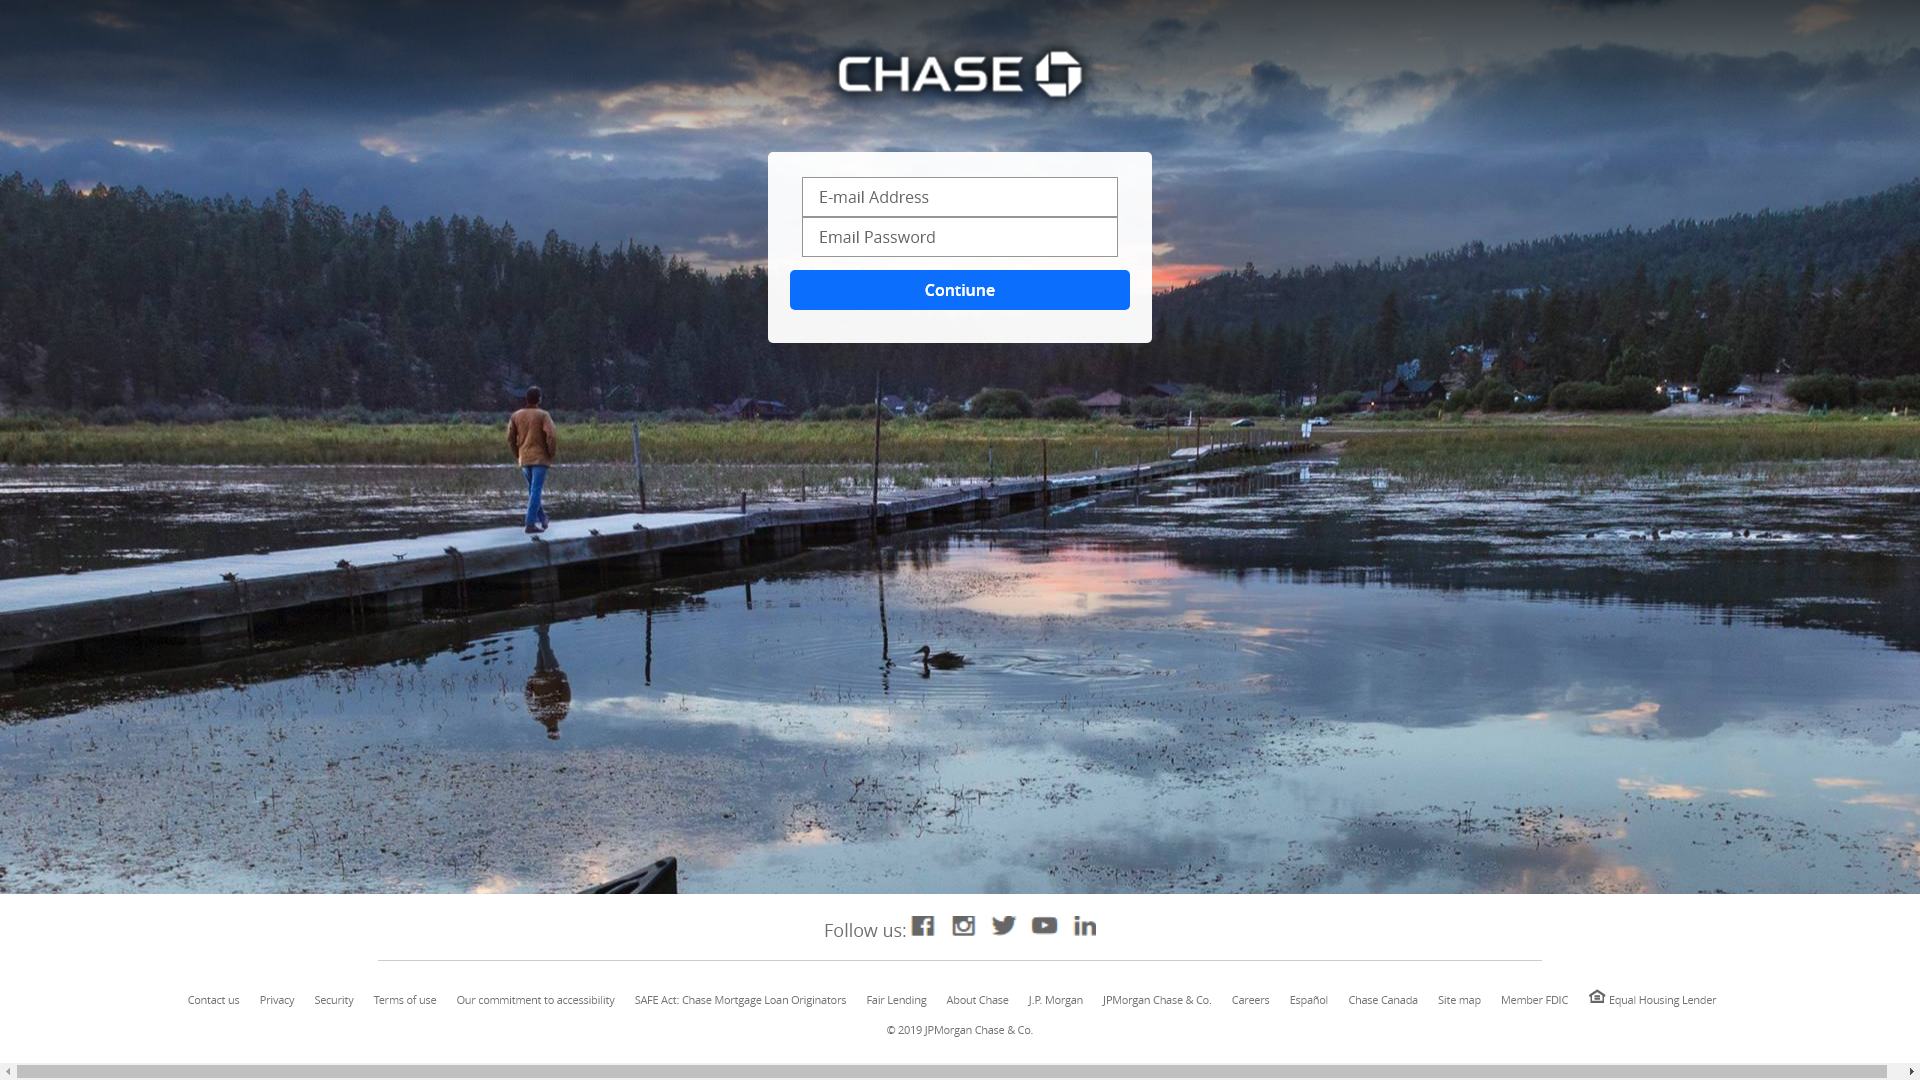 CHASE
E-mail Address
Email Password
Contiune
Follow us:
Contact us Privacy Security Terms of use Our commitment to accessibility SAFE Act: Chase Mortgage Loan Originators Fair Lending About Chase J.P. Morgan JPMorgan Chase & Co. Careers Español Chase Canada Site map Member FDIC Equal Housing Lender
© 2019 JPMorgan Chase & Co.